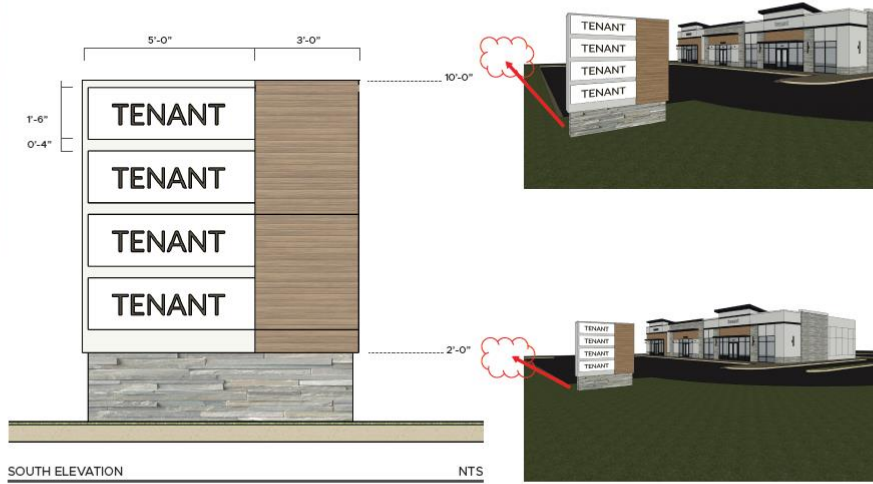 5'-0" 3'-0"
10'-0"
1'-6"
0'-4"
TENANT
TENANT
TENANT
TENANT
2'-0"
SOUTH ELEVATION NTS
TENANT
TENANT
TENANT
TENANT
TENANT
TENANT
TENANT
TENANT